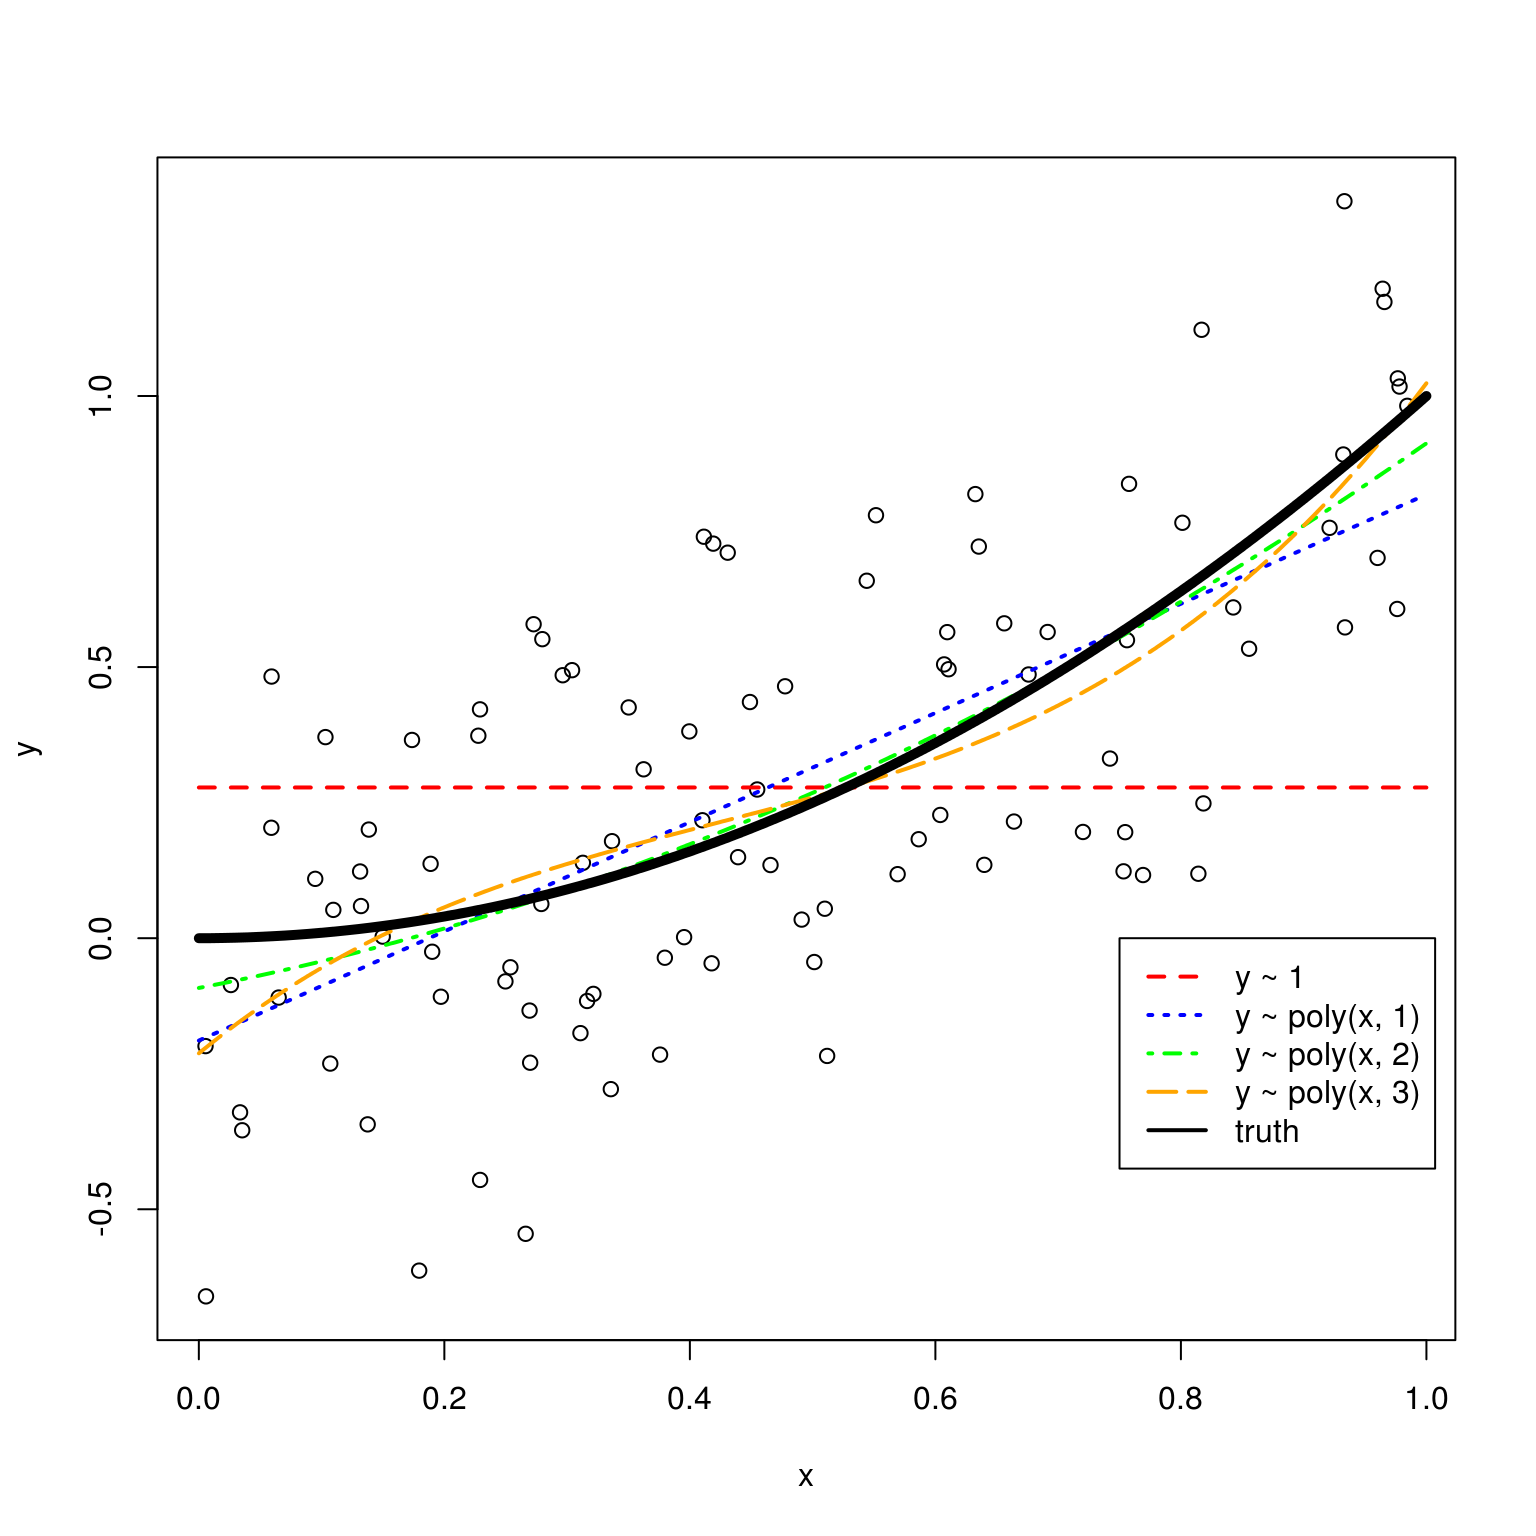 y
1.0
0.5
0.0
-0.5
y ~ 1
y ~ poly(x, 1)
y ~ poly(x, 2)
y ~ poly(x, 3)
truth
0.0 0.2 0.4 0.6 0.8 1.0
x